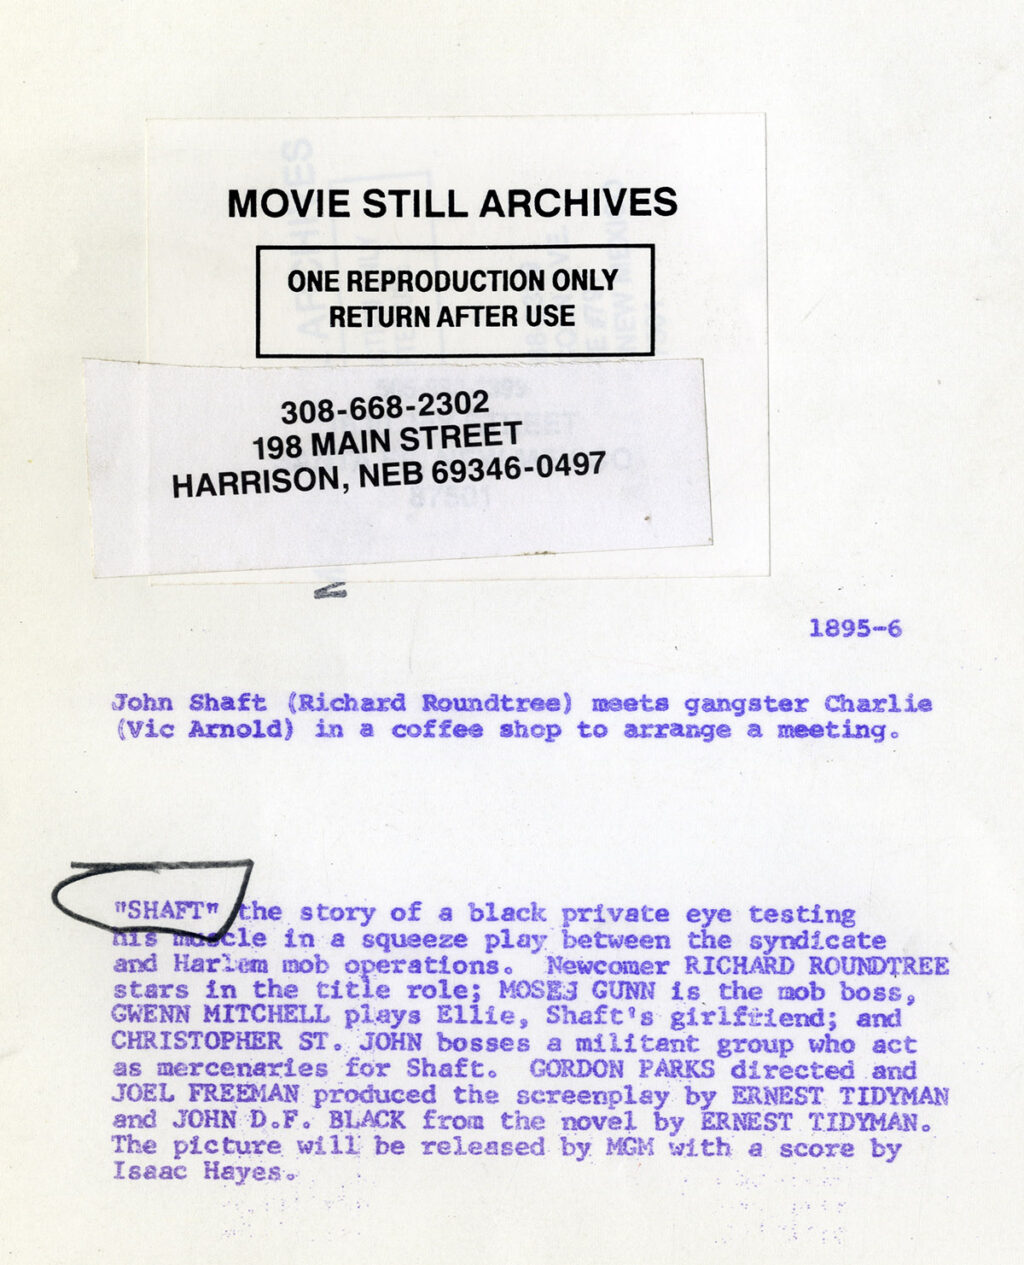 MOVIE STILL ARCHIVES
ONE REPRODUCTION ONLY
RETURN AFTER USE
308-668-2302
198 MAIN STREET
HARRISON, NEB 69346-0497
1895-6
John Shaft (Richard Roundtree) meets gangster Charlie
(Vic Arnold) in a coffee shop to arrange a meeting.
"SHAFT" the story of a black private eye testing
his muscle in a squeeze play between the syndicate
and Harlem mob operations. Newcomer RICHARD ROUNDTREE
stars in the title role; MOSES GUNN is the mob boss,
GWENN MITCHELL plays Ellie, Shaft's girlfriend; and
CHRISTOPHER ST. JOHN bosses a militant group who act
as mercenaries for Shaft. GORDON PARKS directed and
JOEL FREEMAN produced the screenplay by ERNEST TIDYMAN
and JOHN D.F. BLACK from the novel by ERNEST TIDYMAN.
The picture will be released by MGM with a score by
Isaac Hayes.